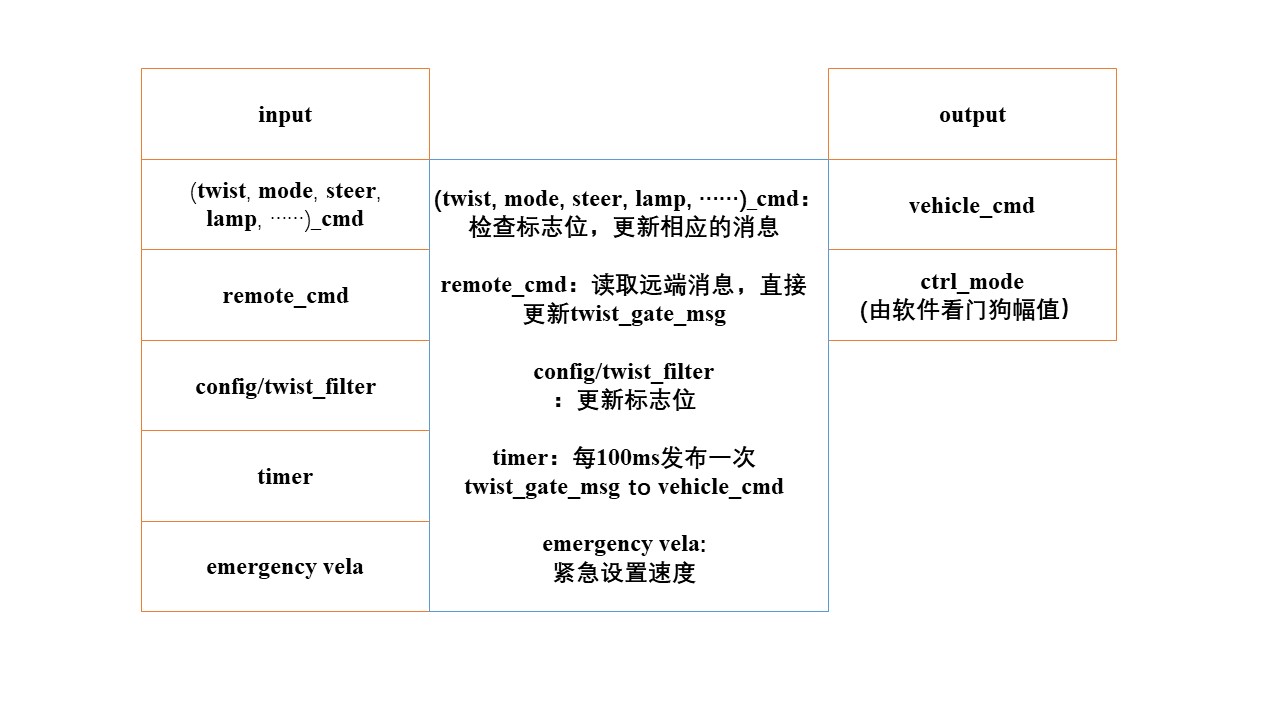 input
(twist, mode, steer,
lamp, ……)_cmd
remote_cmd
config/twist_filter
timer
emergency vela
(twist, mode, steer, lamp, ……)_cmd：
检查标志位，更新相应的消息
remote_cmd：读取远端消息，直接
更新twist_gate_msg
config/twist_filter
：更新标志位
timer：每100ms发布一次
twist_gate_msg to vehicle_cmd
emergency vela:
紧急设置速度
output
vehicle_cmd
ctrl_mode
(由软件看门狗幅值）